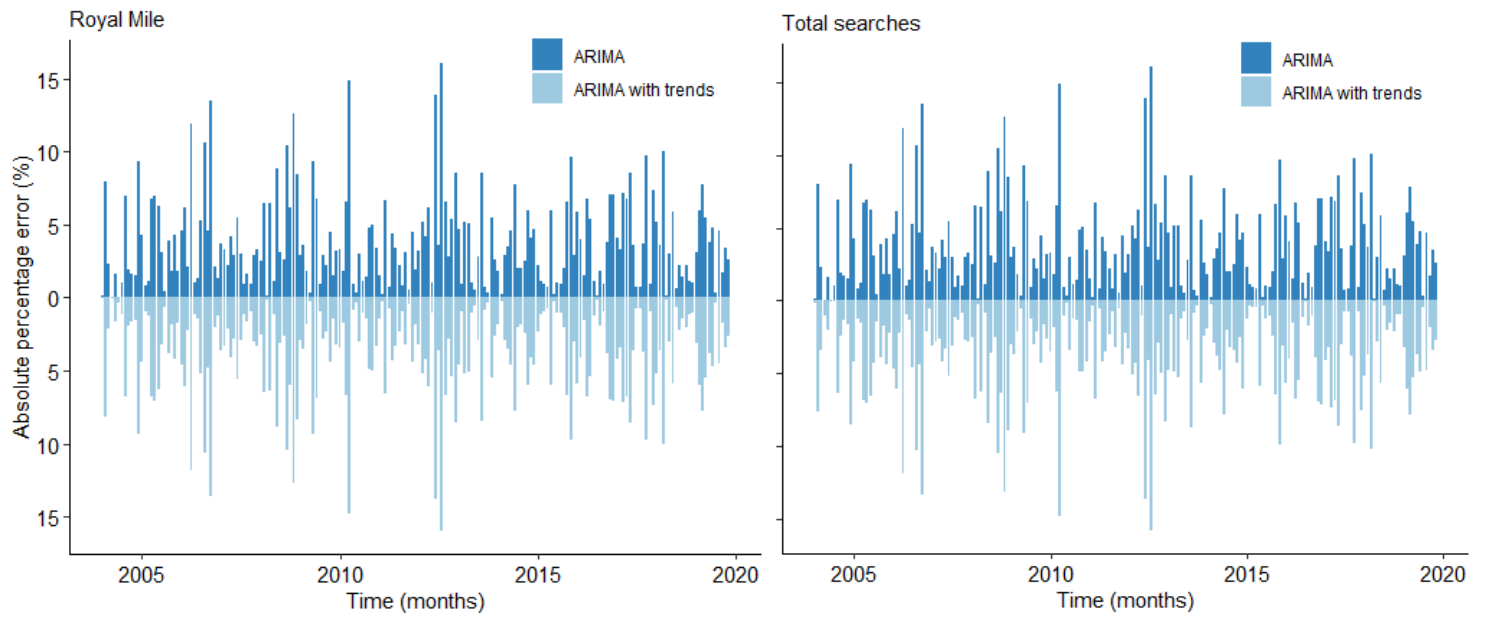 Royal Mile
ARIMA
ARIMA with trends
Absolute percentage error (%)
15
10
5
0
5
10
15
2005
2010
2015
2020
Time (months)
Total searches
ARIMA
ARIMA with trends
2005
2010
2015
2020
Time (months)